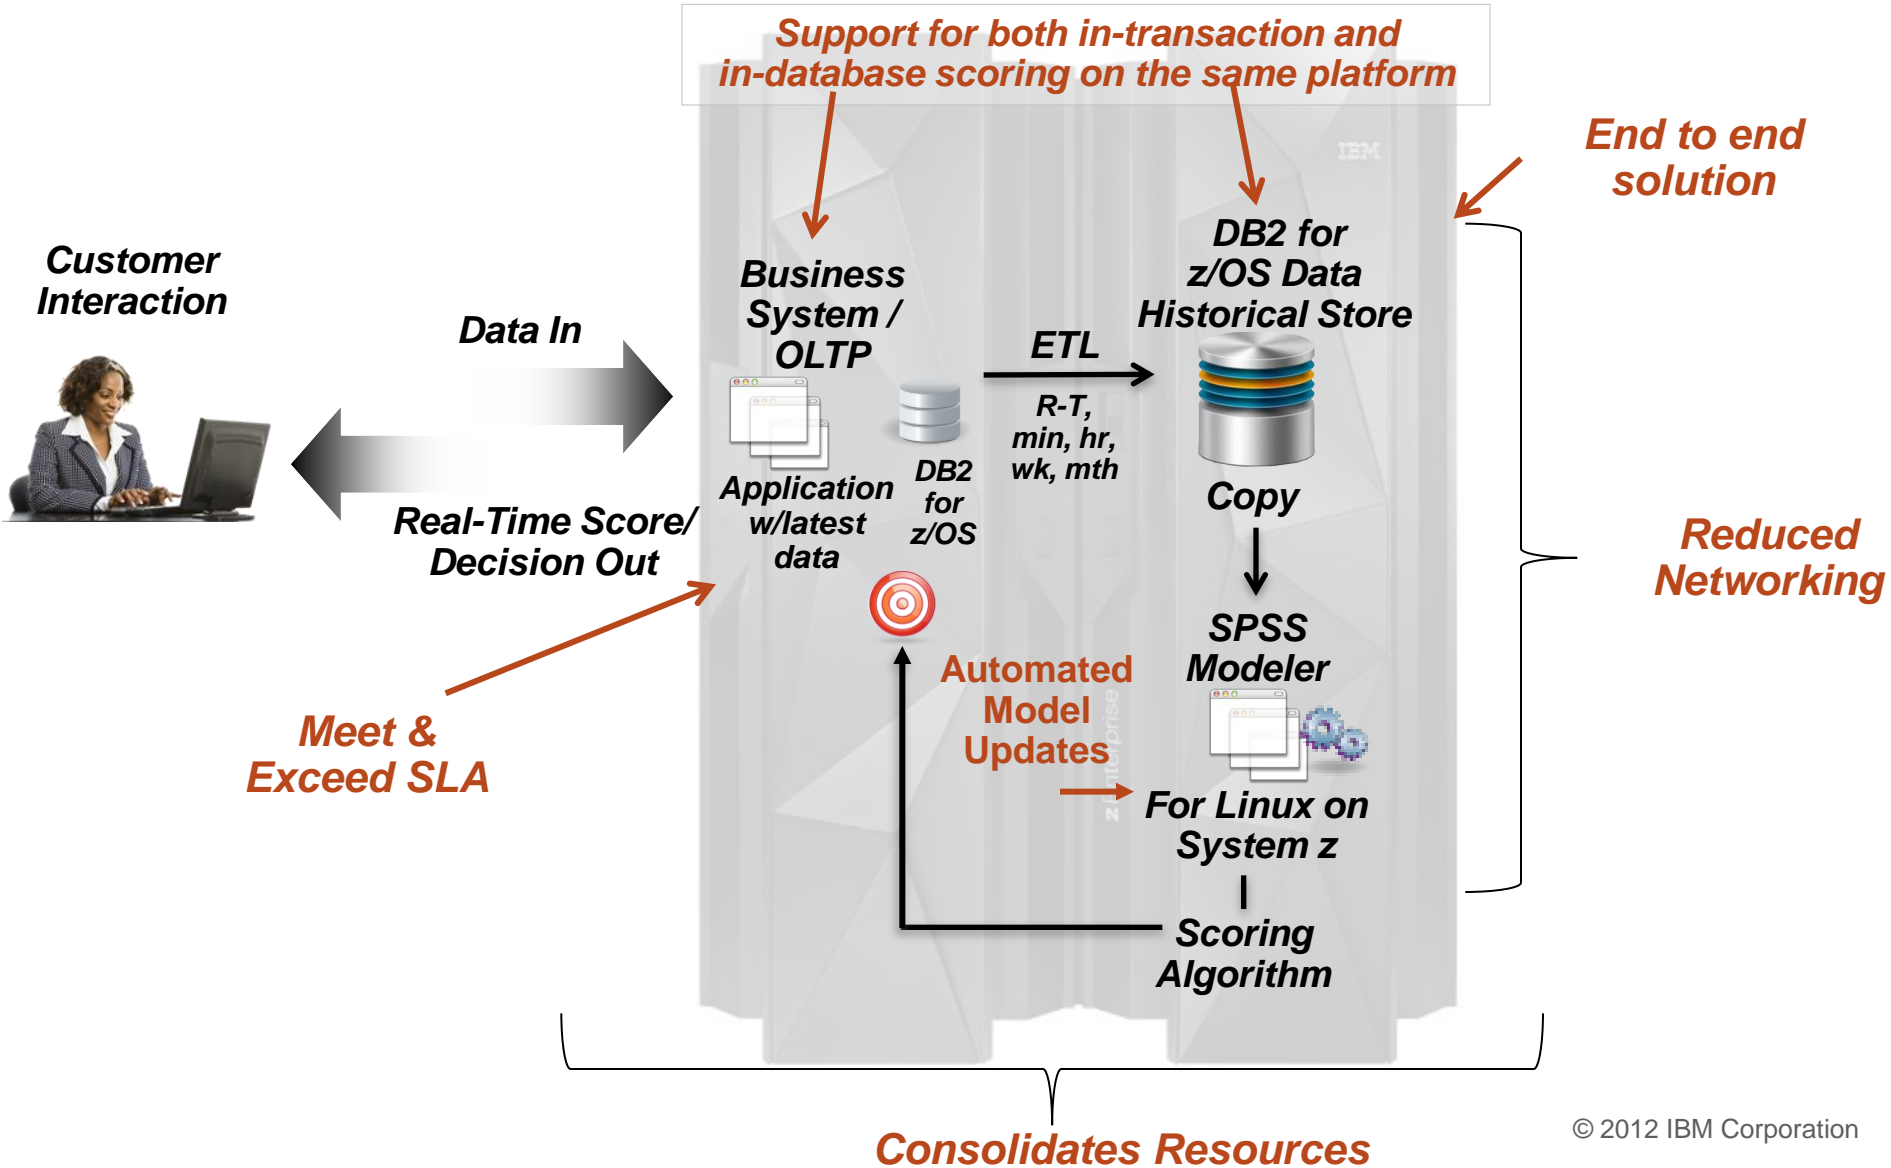 Support for both in-transaction and
in-database scoring on the same platform
End to end
solution
IBM
Customer
Interaction
Data In
Real-Time Score/
Decision Out
Business
System /
OLTP
Application
w/latest
data
DB2
for
z/OS
ETL
R-T,
min, hr,
wk, mth
DB2 for
z/OS Data
Historical Store
Copy
Reduced
Networking
SPSS
Modeler
Automated
Model
Updates
zEnterprise
For Linux on
System z
Scoring
Algorithm
Meet &
Exceed SLA
Consolidates Resources
© 2012 IBM Corporation